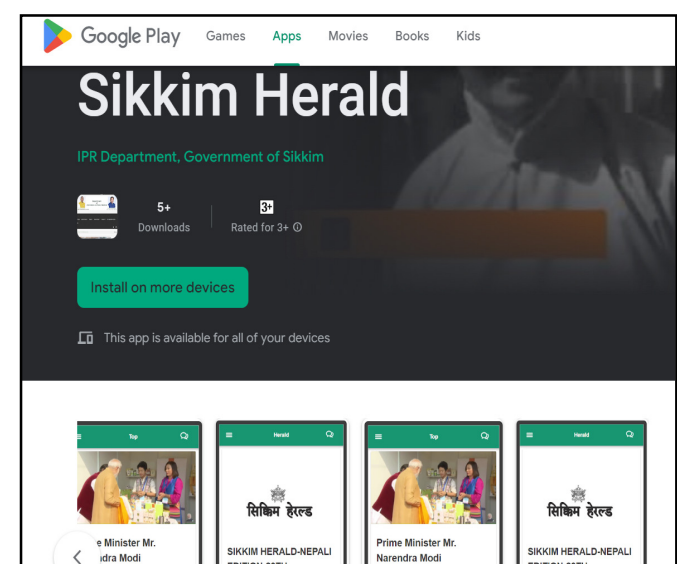 Google Play Games Apps Movies Books Kids
Sikkim Herald
IPR Department, Government of Sikkim
5+ 3+
Downloads Rated for 3+
Install on more devices
This app is available for all of your devices
Top Herald Top Herald
सिक्किम हेरल्ड सिक्किम हेरल्ड
e Minister Mr. Prime Minister Mr.
dra Modi SIKKIM HERALD-NEPALI Narendra Modi SIKKIM HERALD-NEPALI